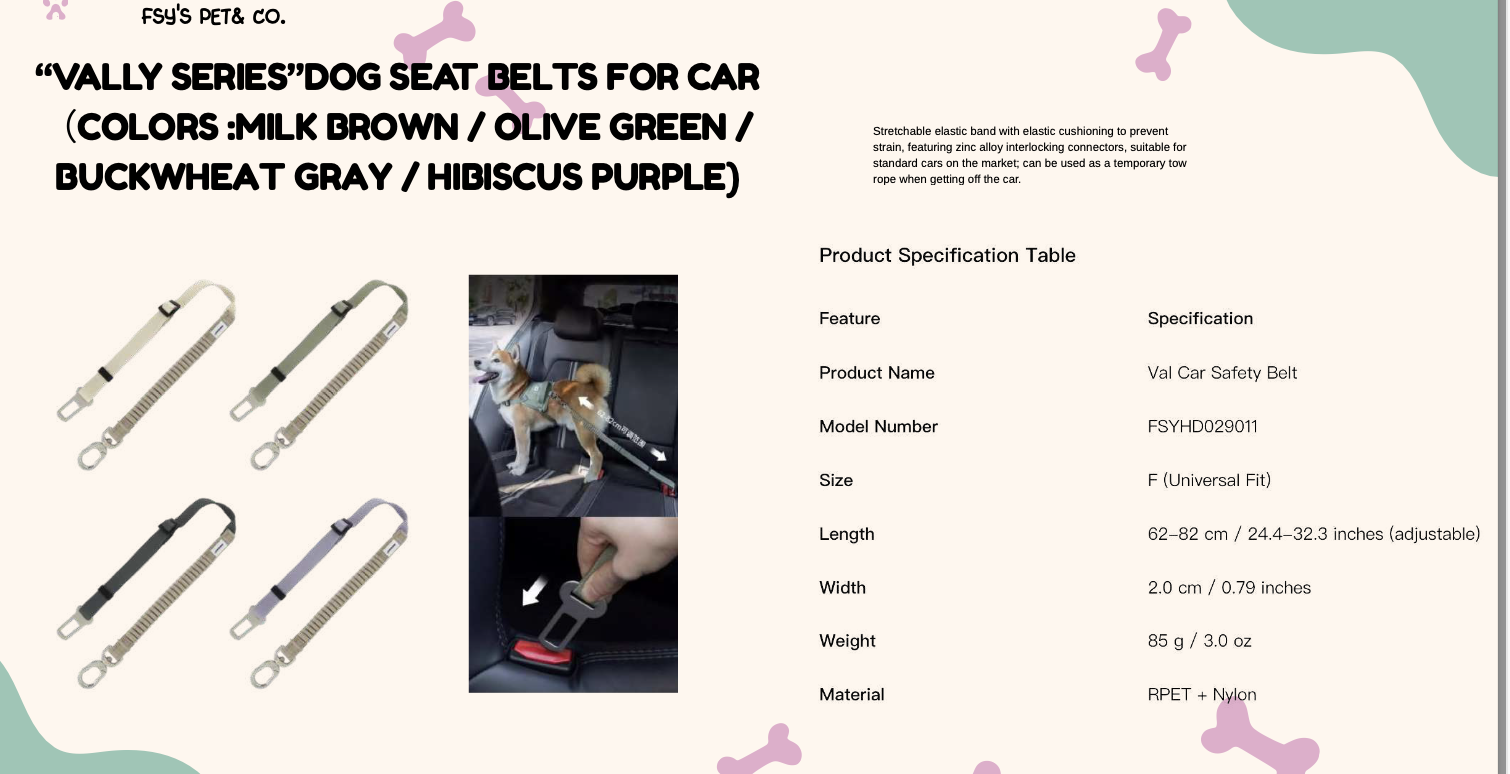 FSY'S PET& CO.
“VALLY SERIES”DOG SEAT BELTS FOR CAR
（COLORS :MILK BROWN / OLIVE GREEN /
BUCKWHEAT GRAY / HIBISCUS PURPLE)
Stretchable elastic band with elastic cushioning to prevent
strain, featuring zinc alloy interlocking connectors, suitable for
standard cars on the market; can be used as a temporary tow
rope when getting off the car.
Product Specification Table
Feature Specification
Product Name Val Car Safety Belt
Model Number FSYHD029011
Size F (Universal Fit)
Length 62–82 cm / 24.4–32.3 inches (adjustable)
Width 2.0 cm / 0.79 inches
Weight 85 g / 3.0 oz
Material RPET + Nylon